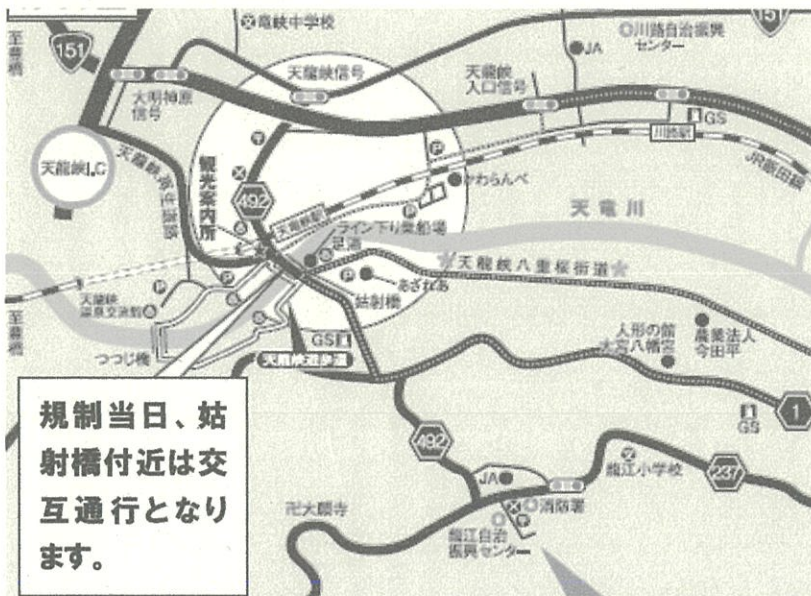 竜峡中学校
151
川路自治振興
センター
JA
至豊橋
151
天龍峡信号
天龍峡
入口信号
大明神原
信号
GS
川路駅
JR飯田線
天龍峡I.C
観光案内所
492
天竜峡駅
かわらんべ
ライン下り乗船場
足湯
天竜川
天龍峡八重桜街道
あざれあ
姑射橋
天龍峡
温泉交流館
至豊橋
つつじ橋
GS
天龍峡遊歩道
人形の館
大宮八幡宮
農業法人
今田平
1
GS
規制当日、姑
射橋付近は交
互通行となり
ます。
492
龍江小学校
237
JA
消防署
卍大願寺
龍江自治
振興センター